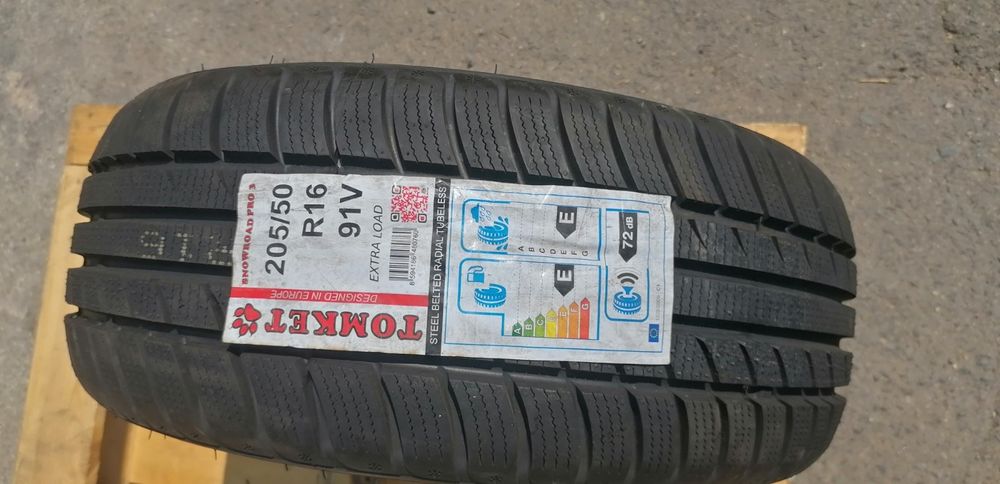 TOMKET
DESIGNED IN EUROPE
205/50
R16
91V
EXTRA LOAD
SNOWROAD PRO 3
STEEL BELTED RADIAL TUBELESS
E
A
B
C
D
E
F
G
E
A
B
C
D
E
F
G
72 dB